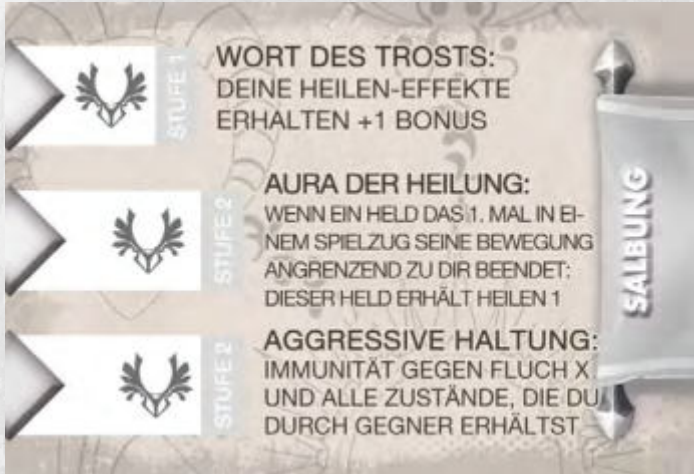 STUFE 1
WORT DES TROSTS:
DEINE HEILEN-EFFEKTE
ERHALTEN +1 BONUS
STUFE 2
AURA DER HEILUNG:
WENN EIN HELD DAS 1. MAL IN EI-
NEM SPIELZUG SEINE BEWEGUNG
ANGRENZEND ZU DIR BEENDET:
DIESER HELD ERHÄLT HEILEN 1
STUFE 2
AGGRESSIVE HALTUNG:
IMMUNITÄT GEGEN FLUCH X
UND ALLE ZUSTÄNDE, DIE DU
DURCH GEGNER ERHÄLTST
SALBUNG